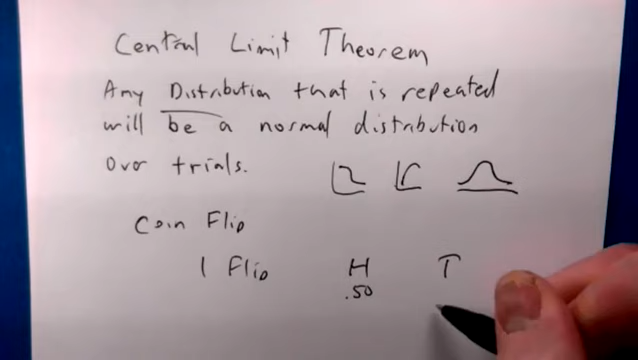 Central Limit Theorem
Any Distribution that is repeated
will be a normal distribution
Over trials.
Coin Flip
1 Flip H T
.50